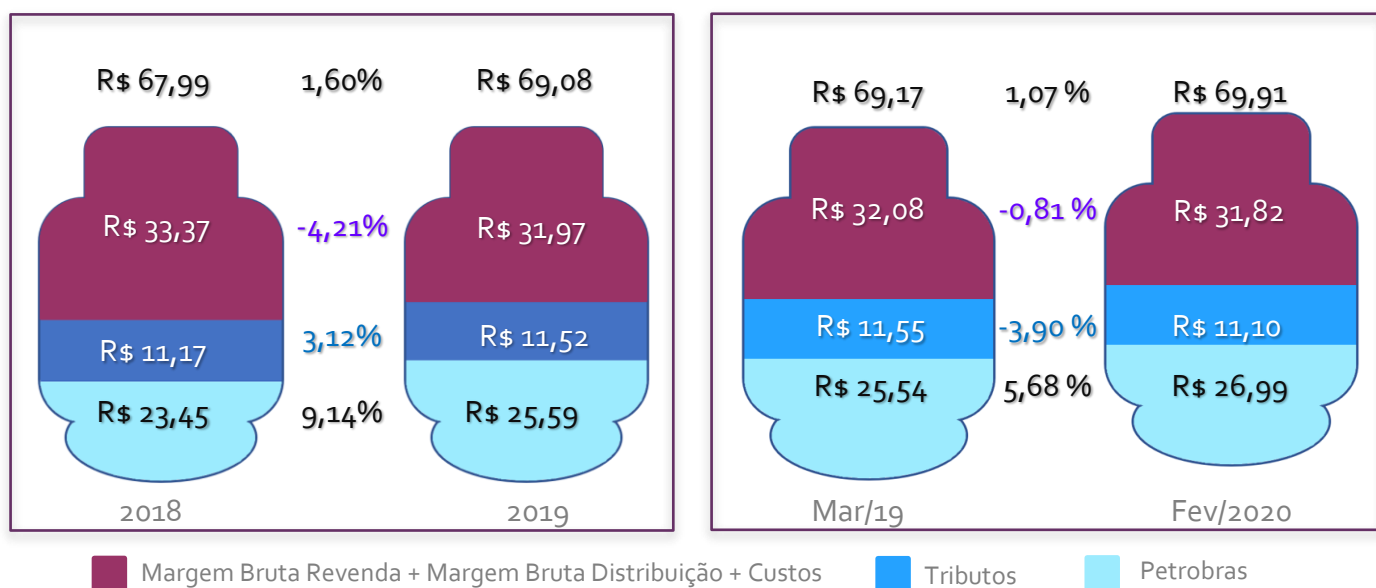 R$ 67,99 1,60% R$ 69,08
R$ 33,37 -4,21% R$ 31,97
R$ 11,17 3,12% R$ 11,52
R$ 23,45 9,14% R$ 25,59
2018 2019
R$ 69,17 1,07 % R$ 69,91
R$ 32,08 -0,81 % R$ 31,82
R$ 11,55 -3,90 % R$ 11,10
R$ 25,54 5,68 % R$ 26,99
Mar/19 Fev/2020
Margem Bruta Revenda + Margem Bruta Distribuição + Custos Tributos Petrobras